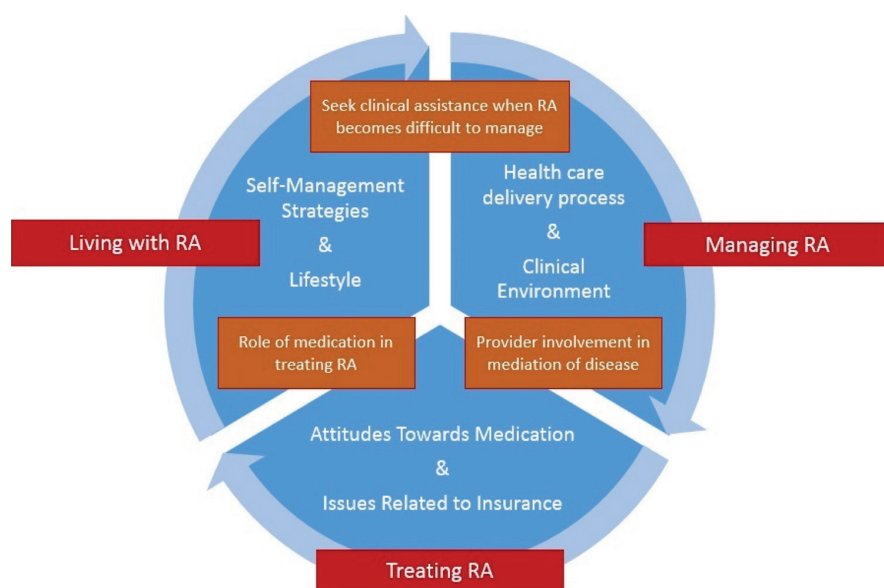 Seek clinical assistance when RA
becomes difficult to manage
Self-Management
Strategies
&
Lifestyle
Health care
delivery process
&
Clinical
Environment
Living with RA
Managing RA
Role of medication in
treating RA
Provider involvement in
mediation of disease
Attitudes Towards Medication
&
Issues Related to Insurance
Treating RA